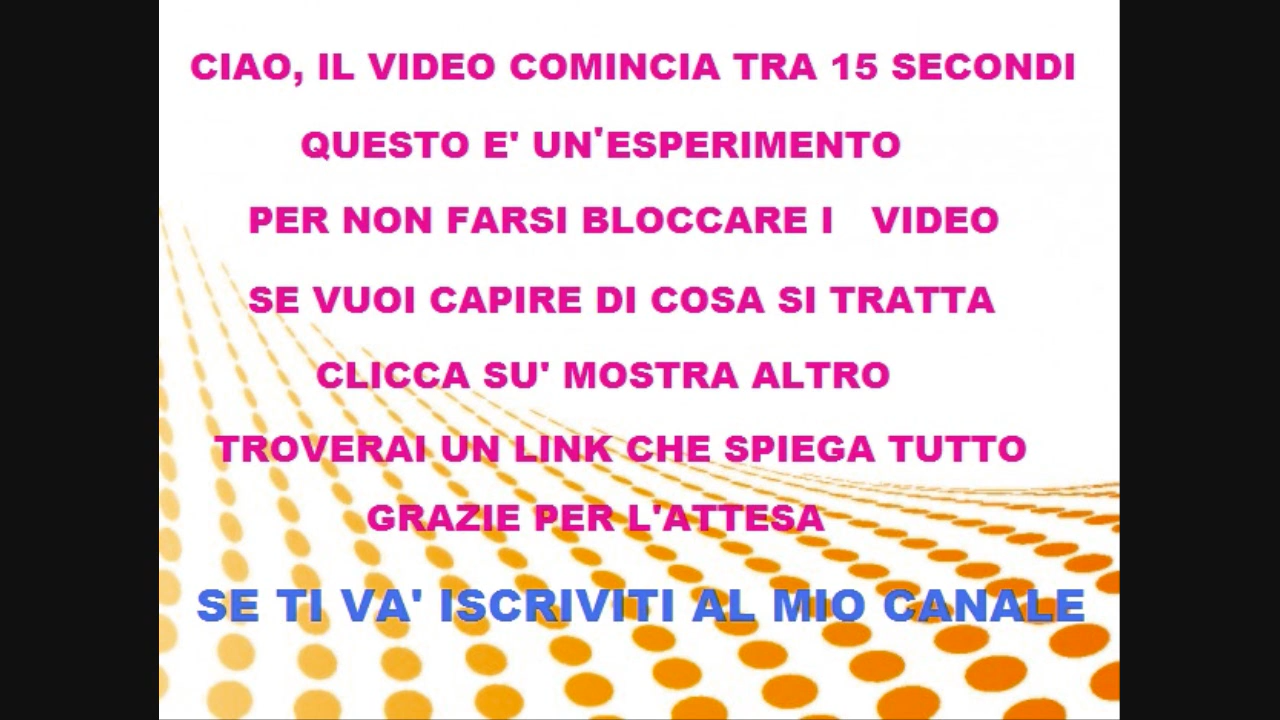 CIAO, IL VIDEO COMINCIA TRA 15 SECONDI
QUESTO E' UN'ESPERIMENTO
PER NON FARSI BLOCCARE I VIDEO
SE VUOI CAPIRE DI COSA SI TRATTA
CLICCA SU' MOSTRA ALTRO
TROVERAI UN LINK CHE SPIEGA TUTTO
GRAZIE PER L'ATTESA
SE TI VA' ISCRIVITI AL MIO CANALE